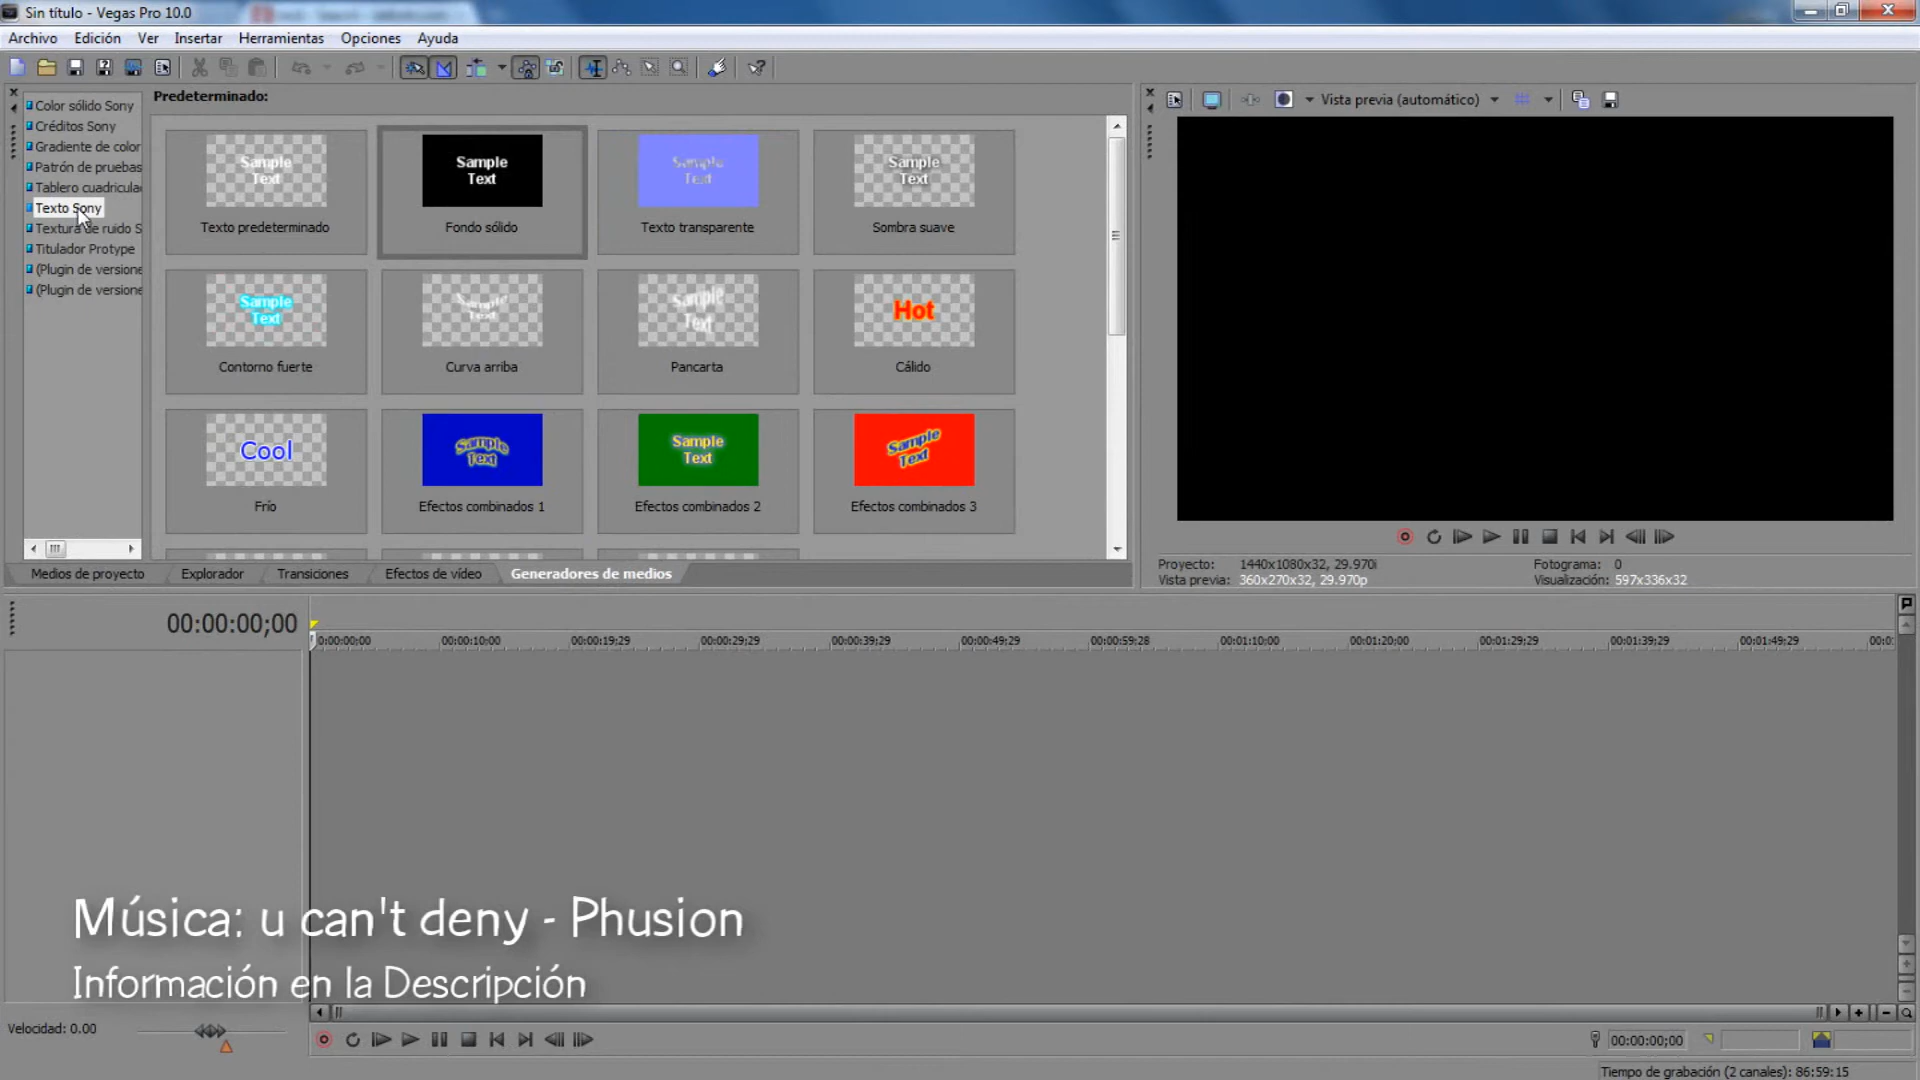 Sin título - Vegas Pro 10.0
Archivo Edición Ver Insertar Herramientas Opciones Ayuda
Color sólido Sony
Créditos Sony
Gradiente de color
Patrón de pruebas
Tablero cuadricula
Texto Sony
Textura de ruido S
Titulador Protype
(Plugin de versione
(Plugin de versione
Predeterminado:
Sample Text
Sample Text
Sample Text
Sample Text
Texto predeterminado
Fondo sólido
Texto transparente
Sombra suave
Sample Text
Sample Text
Sample Text
Hot
Contorno fuerte
Curva arriba
Pancarta
Cálido
Cool
Sample Text
Sample Text
Sample Text
Frío
Efectos combinados 1
Efectos combinados 2
Efectos combinados 3
Medios de proyecto
Explorador
Transiciones
Efectos de vídeo
Generadores de medios
Vista previa (automático)
Proyecto: 1440x1080x32, 29.970i
Vista previa: 360x270x32, 29.970p
Fotograma: 0
Visualización: 597x336x32
00:00:00;00
0:00:00;00 00:00:10;00 00:00:19;29 00:00:29;29 00:00:39;29 00:00:49;29 00:00:59;28 00:01:10;00 00:01:20;00 00:01:29;29 00:01:39;29 00:01:49;29 00:0
Música: u can't deny - Phusion
Información en la Descripción
Velocidad: 0.00
00:00:00;00
Tiempo de grabación (2 canales): 86:59:15